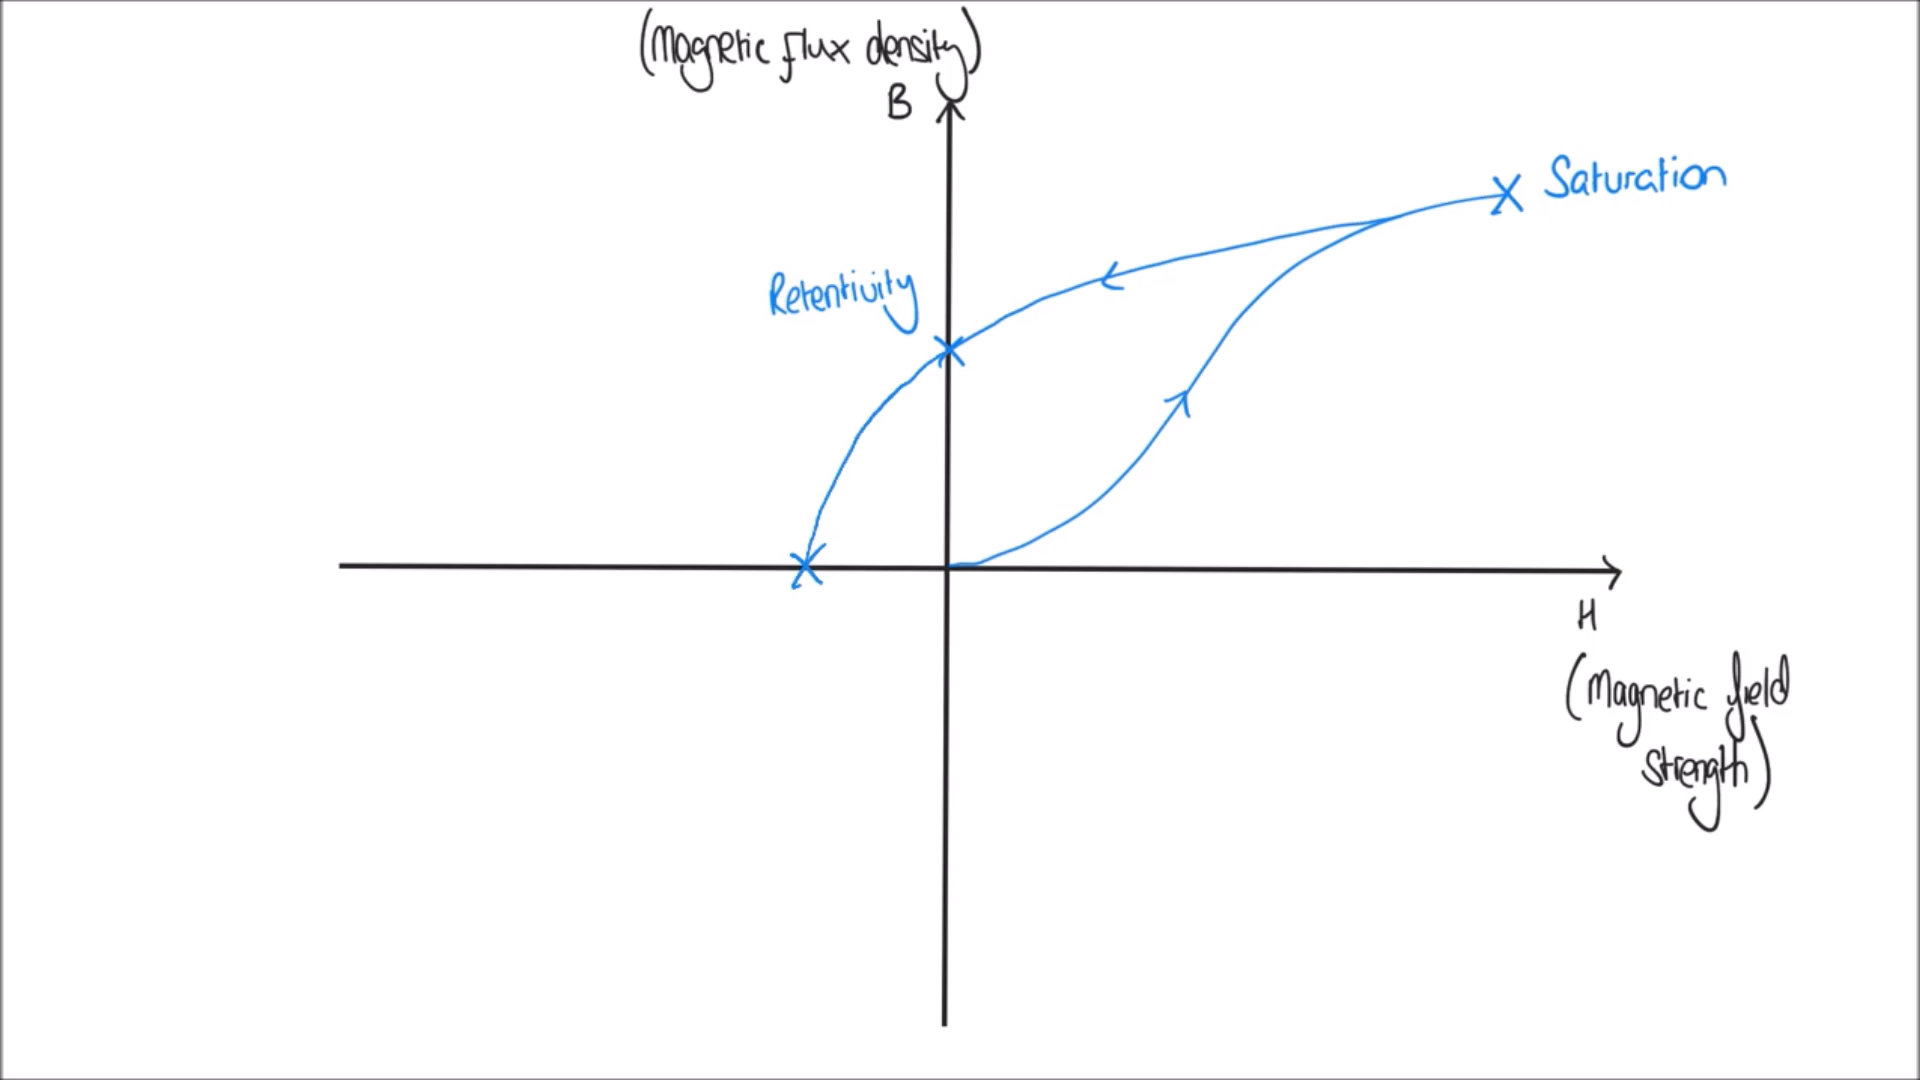 (Magnetic flux density)
B
Saturation
Retentivity
H
(Magnetic field
strength)